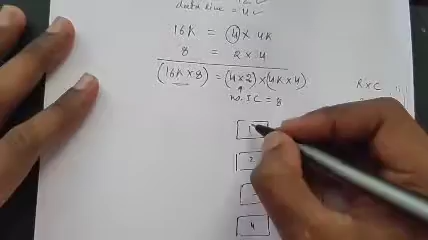 data line = 4 ✓
16K = 4 × 4K
8 = 2 × 4
(16K × 8) = (4 × 2) × (4K × 4)
no. IC = 8
R × C
1
2
4